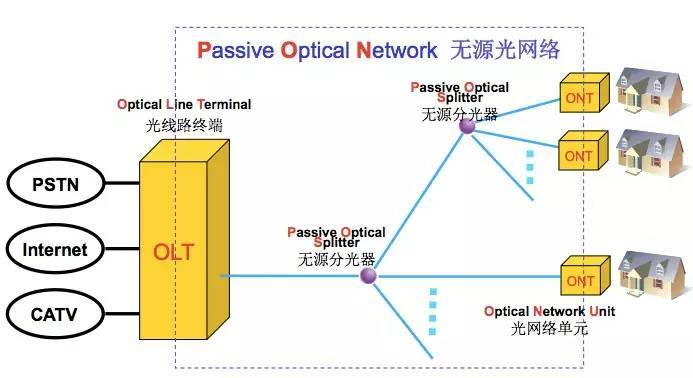 Passive Optical Network 无源光网络
Optical Line Terminal
光线路终端
Passive Optical
Splitter
无源分光器
ONT
ONT
PSTN
Internet
CATV
OLT
Passive Optical
Splitter
无源分光器
ONT
Optical Network Unit
光网络单元